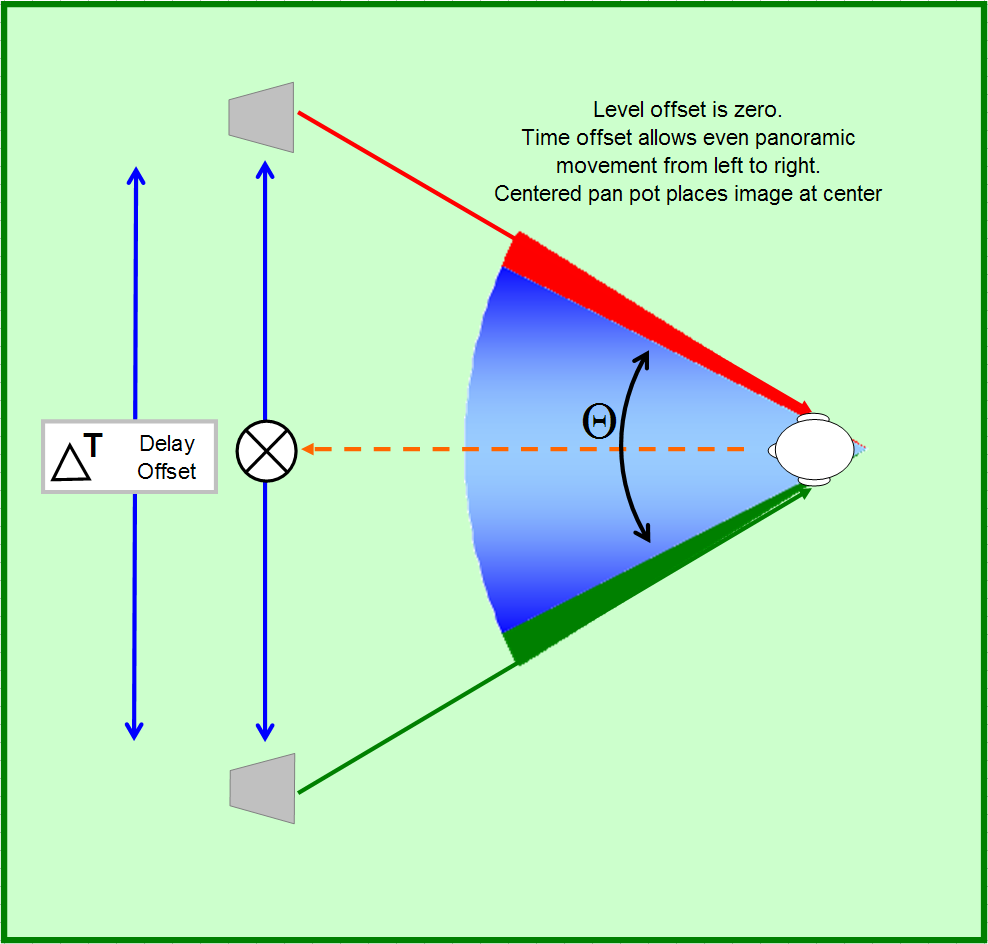 Level offset is zero.
Time offset allows even panoramic
movement from left to right.
Centered pan pot places image at center
Θ
△T Delay
Offset